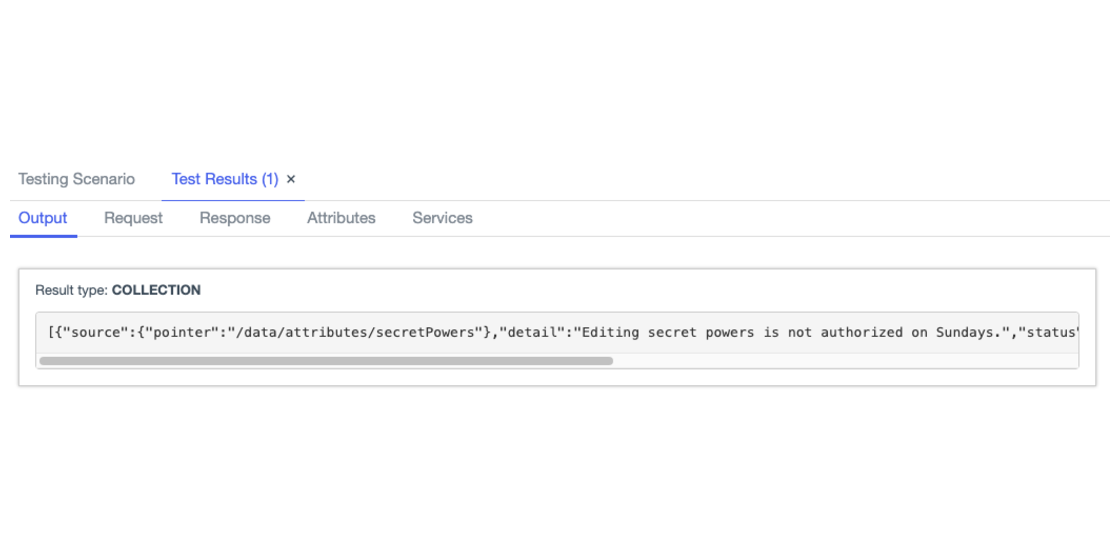 Testing Scenario Test Results (1) ×
Output Request Response Attributes Services
Result type: COLLECTION
[{"source":{"pointer":"/data/attributes/secretPowers"},"detail":"Editing secret powers is not authorized on Sundays.","status"